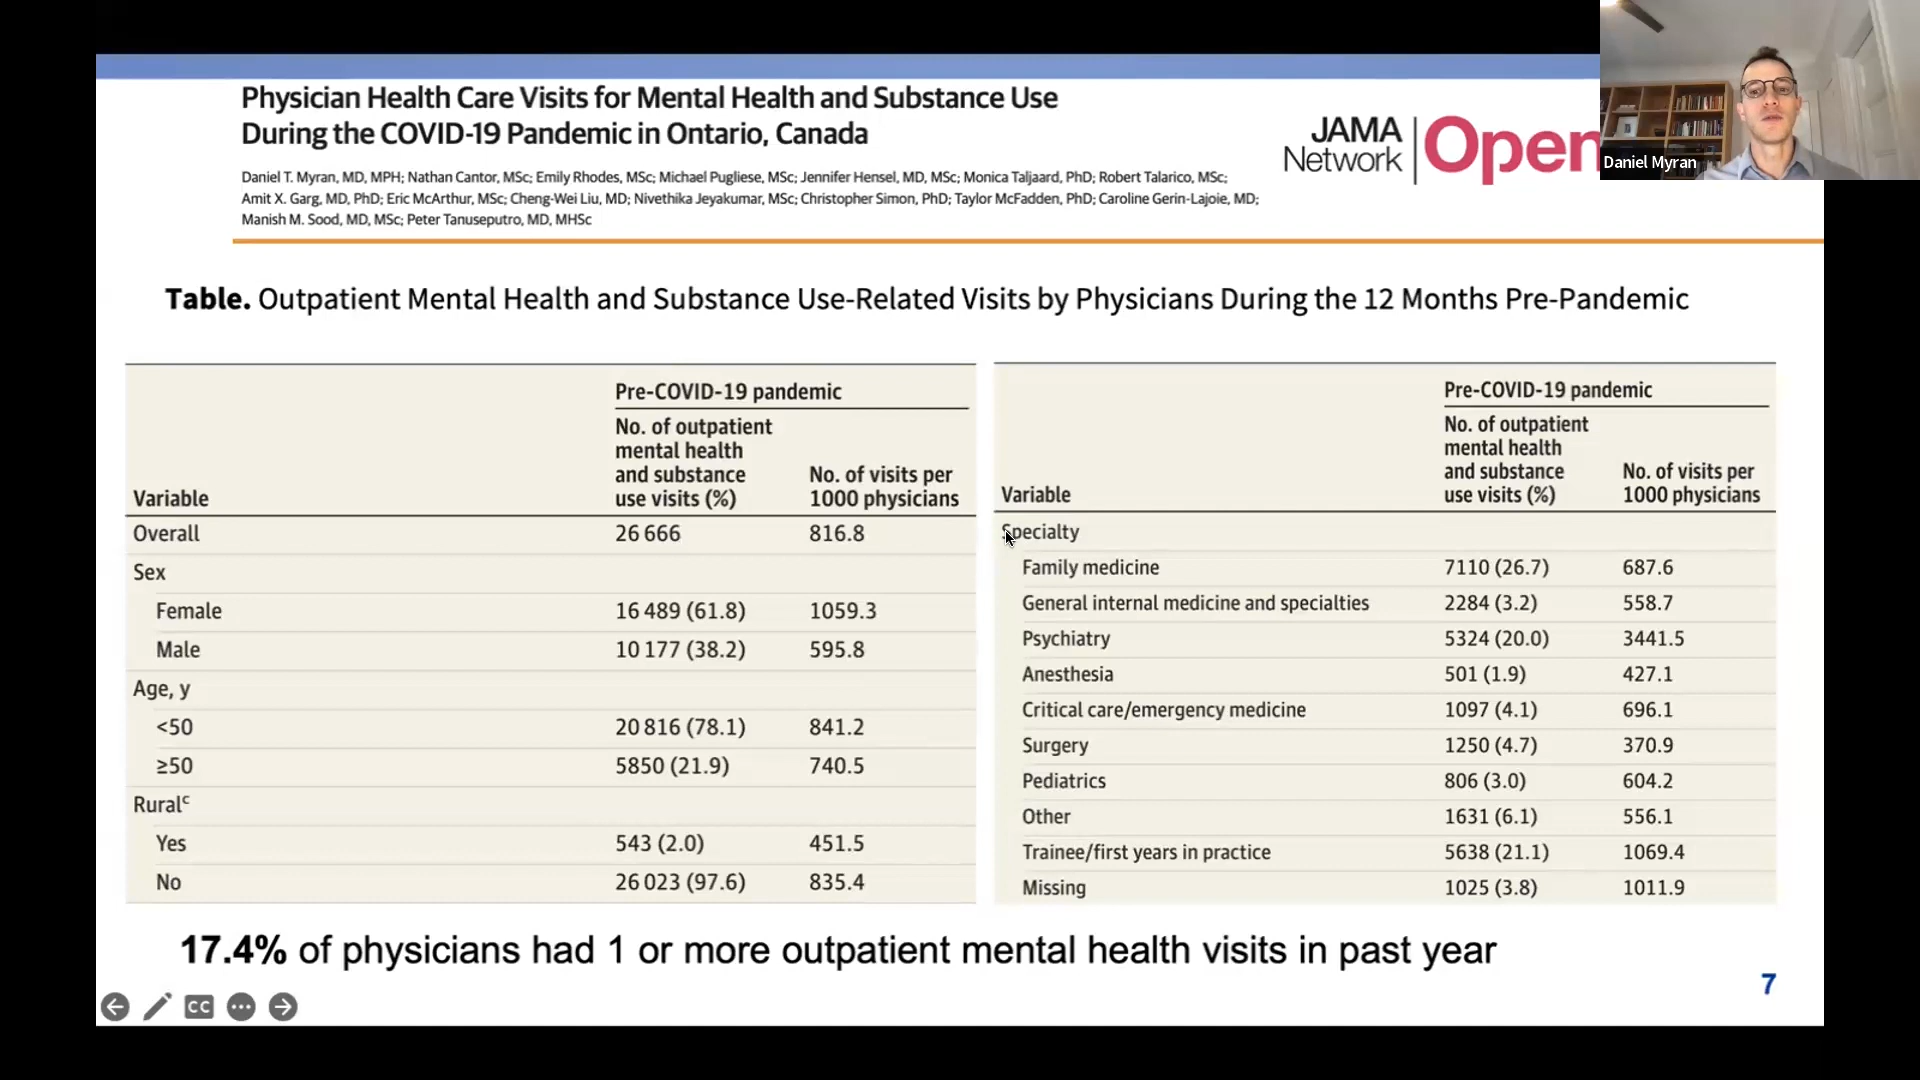 Physician Health Care Visits for Mental Health and Substance Use
During the COVID-19 Pandemic in Ontario, Canada
Daniel T. Myran, MD, MPH; Nathan Cantor, MSc; Emily Rhodes, MSc; Michael Pugliese, MSc; Jennifer Hensel, MD, MSc; Monica Taljaard, PhD; Robert Talarico, MSc;
Amit X. Garg, MD, PhD; Eric McArthur, MSc; Cheng-Wei Liu, MD; Nivethika Jeyakumar, MSc; Christopher Simon, PhD; Taylor McFadden, PhD; Caroline Gerin-Lajoie, MD;
Manish M. Sood, MD, MSc; Peter Tanuseputro, MD, MHSc
JAMA
Network
Open
Daniel Myran
Table. Outpatient Mental Health and Substance Use-Related Visits by Physicians During the 12 Months Pre-Pandemic
Pre-COVID-19 pandemic
No. of outpatient
mental health
and substance No. of visits per
Variable use visits (%) 1000 physicians
Overall 26 666 816.8
Sex
Female 16 489 (61.8) 1059.3
Male 10 177 (38.2) 595.8
Age, y
<50 20 816 (78.1) 841.2
≥50 5850 (21.9) 740.5
Ruralᶜ
Yes 543 (2.0) 451.5
No 26 023 (97.6) 835.4
Pre-COVID-19 pandemic
No. of outpatient
mental health
and substance No. of visits per
Variable use visits (%) 1000 physicians
Specialty
Family medicine 7110 (26.7) 687.6
General internal medicine and specialties 2284 (3.2) 558.7
Psychiatry 5324 (20.0) 3441.5
Anesthesia 501 (1.9) 427.1
Critical care/emergency medicine 1097 (4.1) 696.1
Surgery 1250 (4.7) 370.9
Pediatrics 806 (3.0) 604.2
Other 1631 (6.1) 556.1
Trainee/first years in practice 5638 (21.1) 1069.4
Missing 1025 (3.8) 1011.9
17.4% of physicians had 1 or more outpatient mental health visits in past year
7
CC